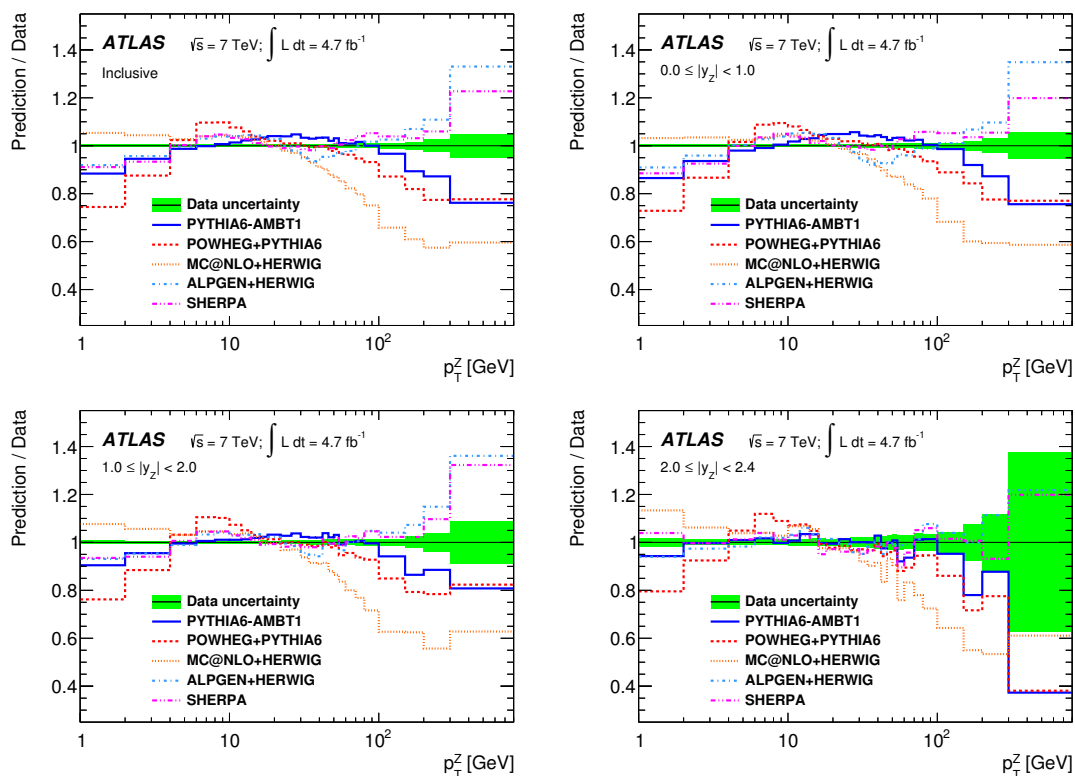 Prediction / Data
1.4
1.2
1
0.8
0.6
0.4
ATLAS √s = 7 TeV; ∫ L dt = 4.7 fb⁻¹
Inclusive
Data uncertainty
PYTHIA6-AMBT1
POWHEG+PYTHIA6
MC@NLO+HERWIG
ALPGEN+HERWIG
SHERPA
1 10 10²
p_T^Z [GeV]
Prediction / Data
1.4
1.2
1
0.8
0.6
0.4
ATLAS √s = 7 TeV; ∫ L dt = 4.7 fb⁻¹
0.0 ≤ |y_Z| < 1.0
Data uncertainty
PYTHIA6-AMBT1
POWHEG+PYTHIA6
MC@NLO+HERWIG
ALPGEN+HERWIG
SHERPA
1 10 10²
p_T^Z [GeV]
Prediction / Data
1.4
1.2
1
0.8
0.6
0.4
ATLAS √s = 7 TeV; ∫ L dt = 4.7 fb⁻¹
1.0 ≤ |y_Z| < 2.0
Data uncertainty
PYTHIA6-AMBT1
POWHEG+PYTHIA6
MC@NLO+HERWIG
ALPGEN+HERWIG
SHERPA
1 10 10²
p_T^Z [GeV]
Prediction / Data
1.4
1.2
1
0.8
0.6
0.4
ATLAS √s = 7 TeV; ∫ L dt = 4.7 fb⁻¹
2.0 ≤ |y_Z| < 2.4
Data uncertainty
PYTHIA6-AMBT1
POWHEG+PYTHIA6
MC@NLO+HERWIG
ALPGEN+HERWIG
SHERPA
1 10 10²
p_T^Z [GeV]